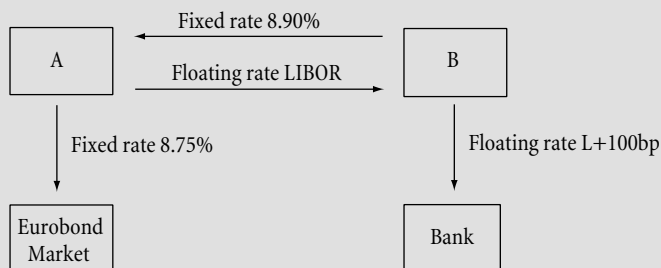 Fixed rate 8.90%
A
B
Floating rate LIBOR
Fixed rate 8.75%
Floating rate L+100bp
Eurobond
Market
Bank